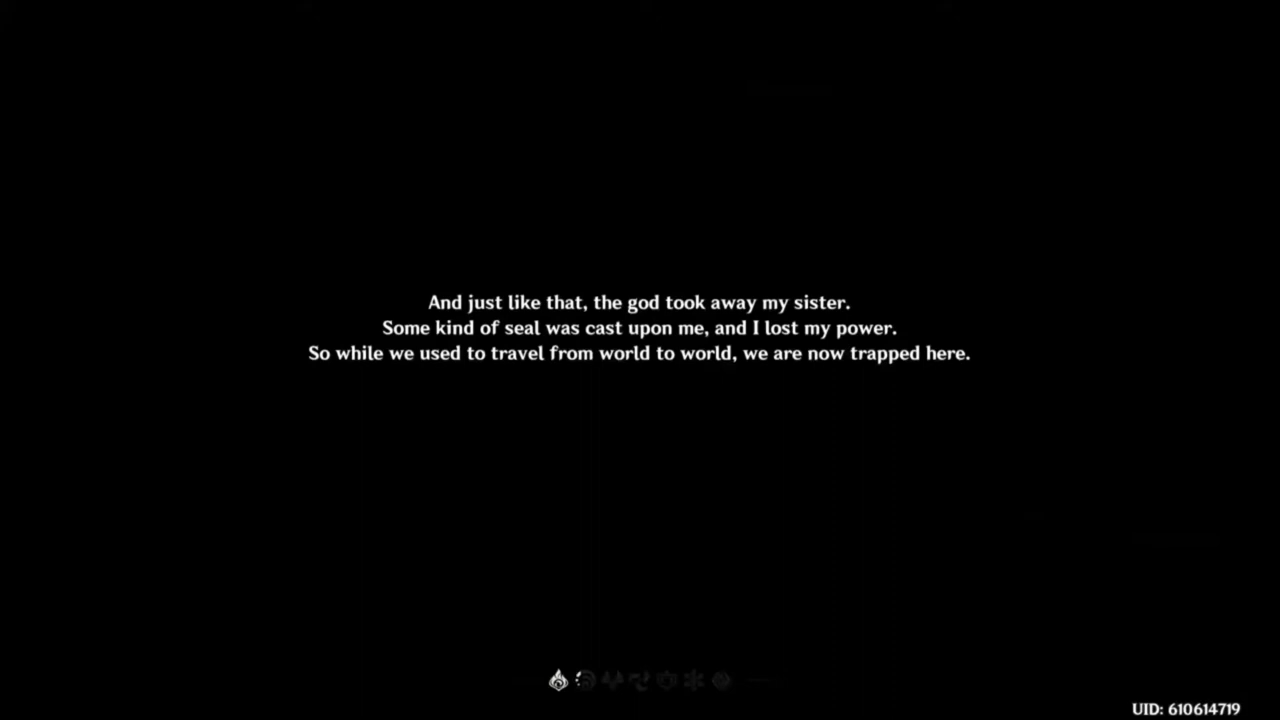 And just like that, the god took away my sister.
Some kind of seal was cast upon me, and I lost my power.
So while we used to travel from world to world, we are now trapped here.
UID: 610614719